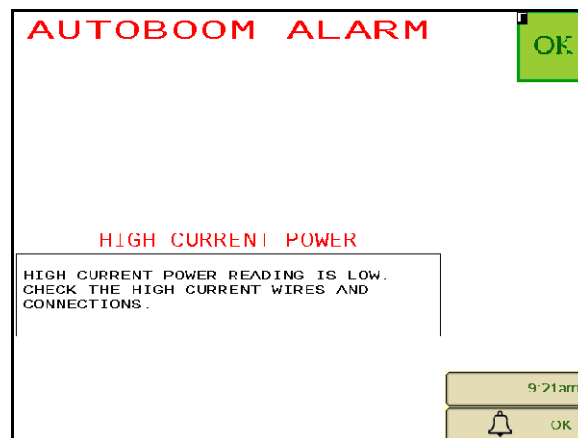 AUTOBOOM ALARM
OK
HIGH CURRENT POWER
HIGH CURRENT POWER READING IS LOW.
CHECK THE HIGH CURRENT WIRES AND
CONNECTIONS.
9:21am
OK